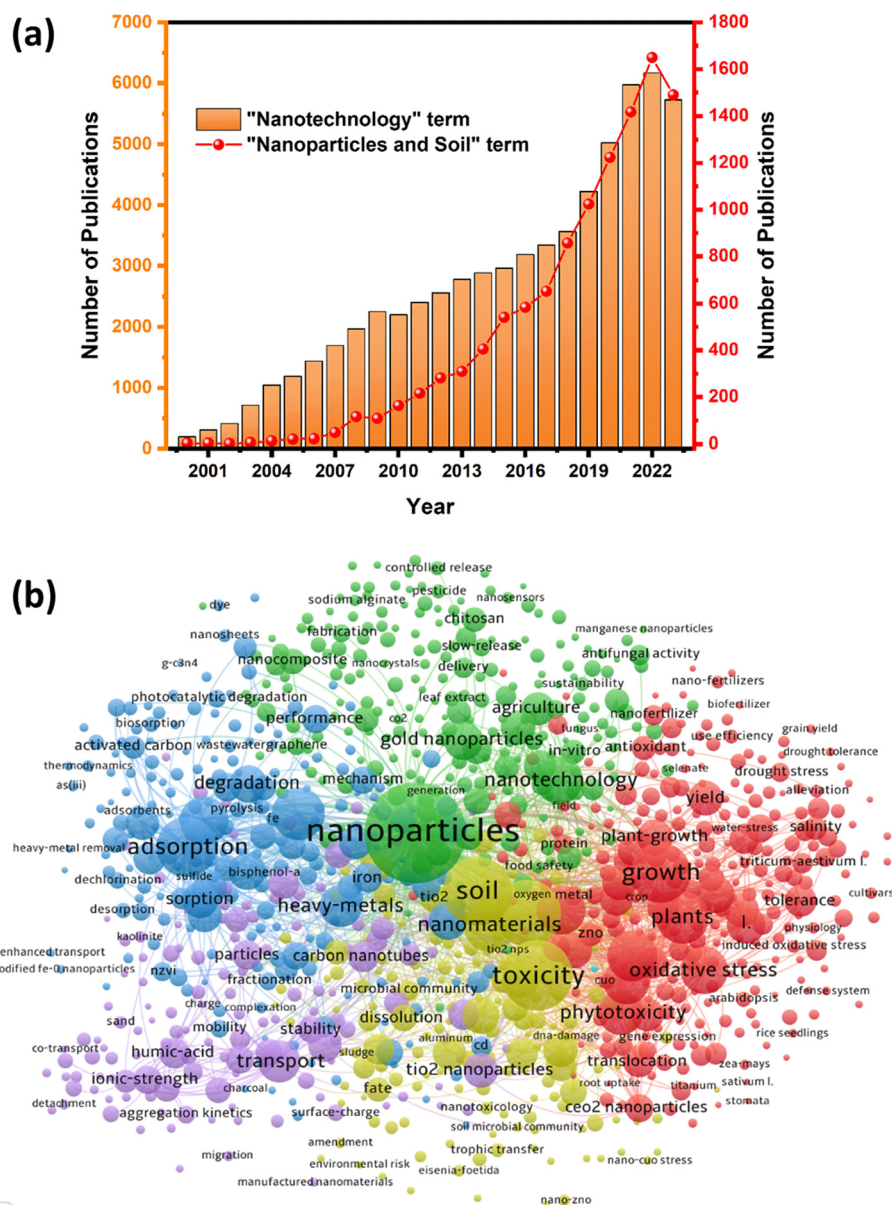 (a)
7000
6000
5000
4000
3000
2000
1000
0
Number of Publications
"Nanotechnology" term
"Nanoparticles and Soil" term
1800
1600
1400
1200
1000
800
600
400
200
0
Number of Publications
2001 2004 2007 2010 2013 2016 2019 2022
Year
(b)
controlled release
dye
sodium alginate
pesticide
nanosensors
nanosheets
fabrication
chitosan
manganese nanoparticles
g-c3n4
nanocomposite
nanocrystals
slow-release
delivery
antifungal activity
photocatalytic degradation
leaf extract
sustainability
nano-fertilizers
biosorption
performance
co2
agriculture
nanofertilizer
biofertilizer
activated carbon
wastewater
graphene
gold nanoparticles
fungus
in-vitro
antioxidant
use efficiency
grain yield
thermodynamics
drought tolerance
as(iii)
degradation
mechanism
nanotechnology
selenate
drought stress
generation
alleviation
adsorbents
pyrolysis
fe
field
yield
heavy-metal removal
adsorption
nanoparticles
protein
plant-growth
water-stress
salinity
dechlorination
sulfide
bisphenol-a
iron
food safety
growth
triticum-aestivum l.
desorption
sorption
heavy-metals
tio2
soil
oxygen
metal
crop
tolerance
cultivars
kaolinite
nanomaterials
zno
plants
l.
physiology
enhanced transport
particles
carbon nanotubes
tio2 nps
induced oxidative stress
odified fe-0 nanoparticles
nzvi
fractionation
toxicity
cuo
oxidative stress
microbial community
arabidopsis
defense system
charge
complexation
dissolution
phytotoxicity
sand
mobility
stability
aluminum
dna-damage
gene expression
rice seedlings
co-transport
humic-acid
transport
sludge
cd
translocation
zea-mays
ionic-strength
tio2 nanoparticles
root uptake
titanium
sativum l.
detachment
charcoal
fate
stomata
aggregation kinetics
surface-charge
nanotoxicology
ceo2 nanoparticles
soil microbial community
amendment
migration
environmental risk
trophic transfer
eisenia-foetida
nano-cuo stress
manufactured nanomaterials
nano-zno